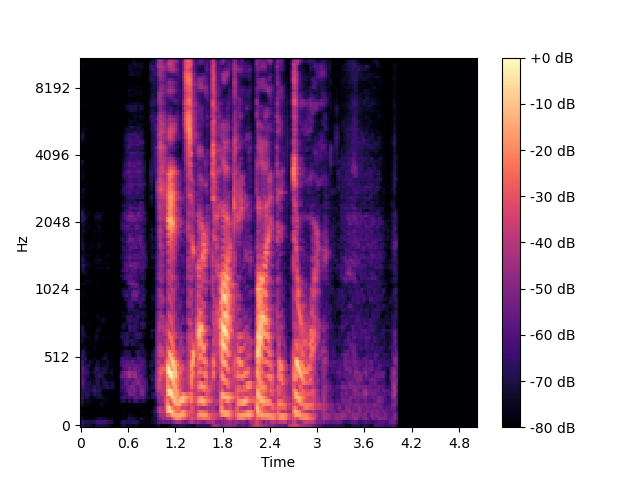 +0 dB
8192
-10 dB
4096
-20 dB
-30 dB
2048
Hz
-40 dB
1024
-50 dB
-60 dB
512
-70 dB
0
-80 dB
0 0.6 1.2 1.8 2.4 3 3.6 4.2 4.8
Time